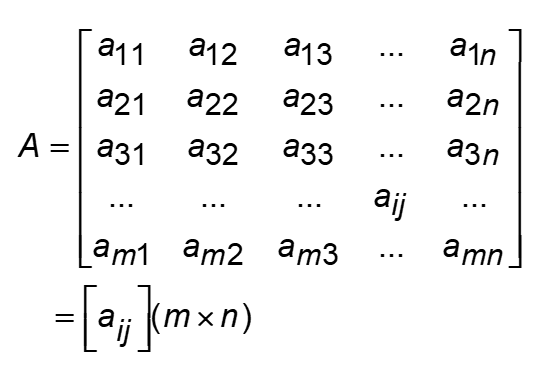 a11 a12 a13 ... a1n
a21 a22 a23 ... a2n
A = a31 a32 a33 ... a3n
... ... ... aij ...
am1 am2 am3 ... amn
= [aij](m × n)